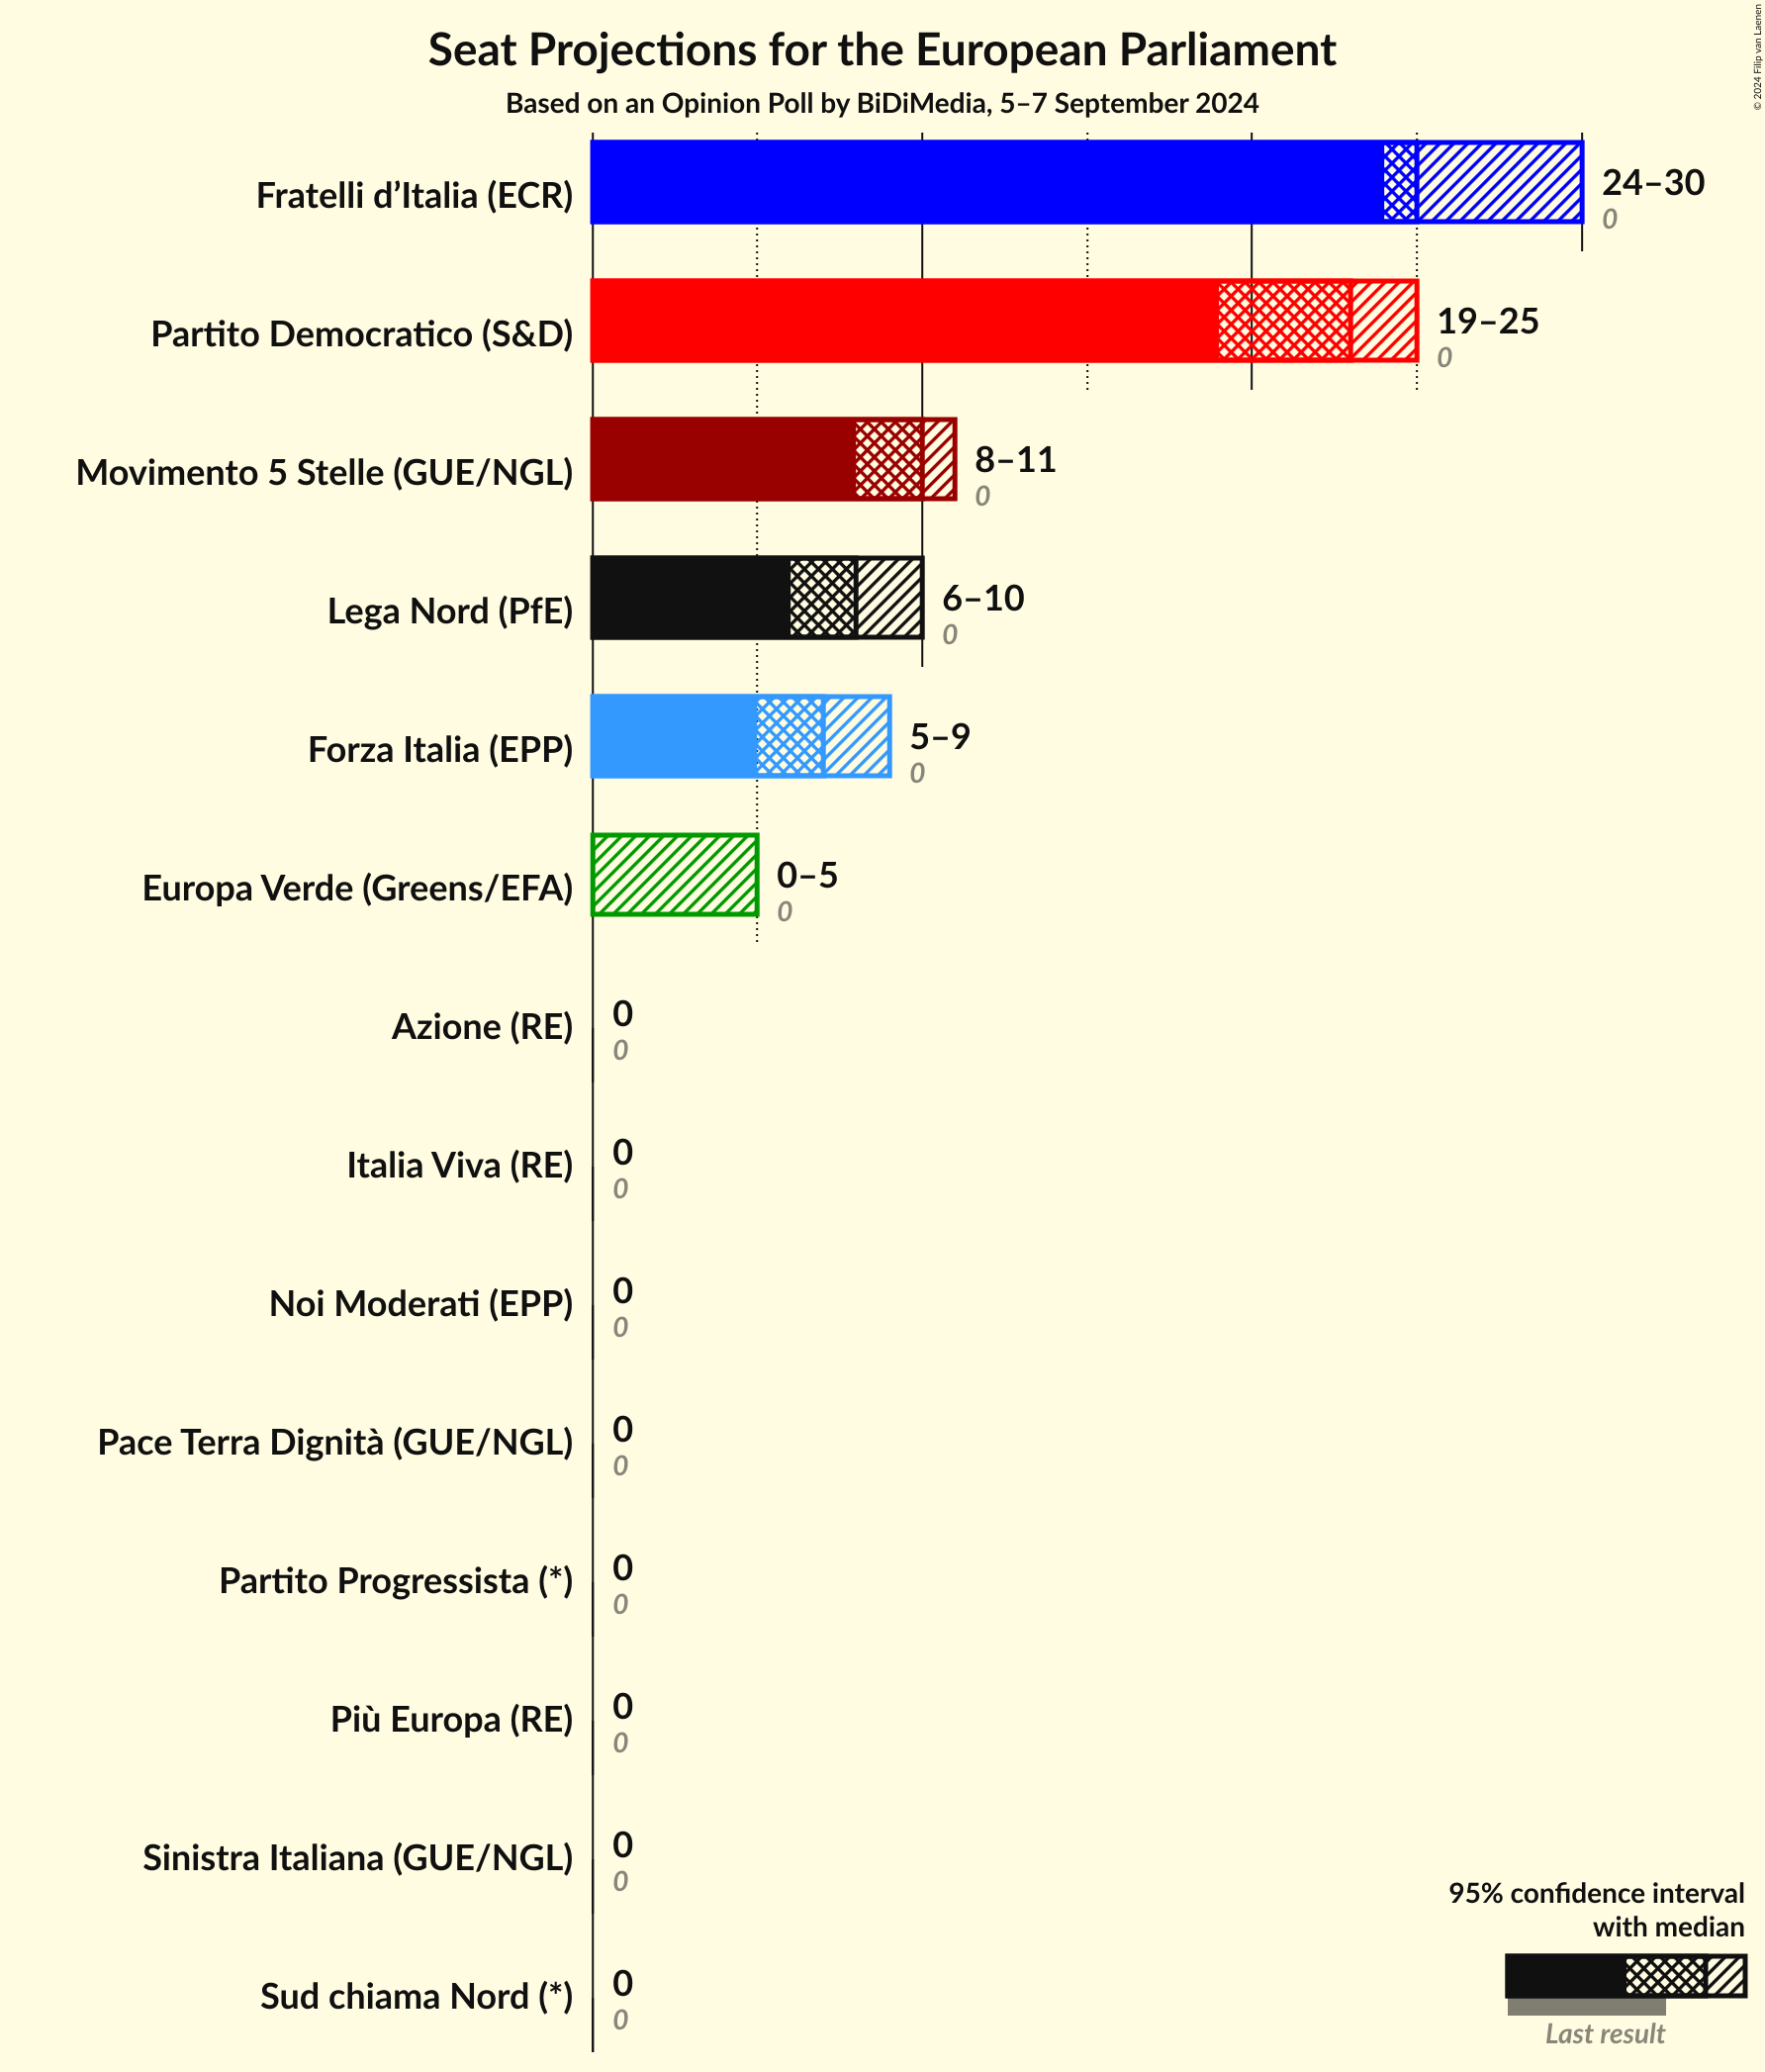 Seat Projections for the European Parliament
Based on an Opinion Poll by BiDiMedia, 5–7 September 2024
© 2024 Filip van Laenen
Fratelli d’Italia (ECR)
24–30
0
Partito Democratico (S&D)
19–25
0
Movimento 5 Stelle (GUE/NGL)
8–11
0
Lega Nord (PfE)
6–10
0
Forza Italia (EPP)
5–9
0
Europa Verde (Greens/EFA)
0–5
0
Azione (RE)
0
0
Italia Viva (RE)
0
0
Noi Moderati (EPP)
0
0
Pace Terra Dignità (GUE/NGL)
0
0
Partito Progressista (*)
0
0
Più Europa (RE)
0
0
Sinistra Italiana (GUE/NGL)
0
0
Sud chiama Nord (*)
0
0
95% confidence interval
with median
Last result